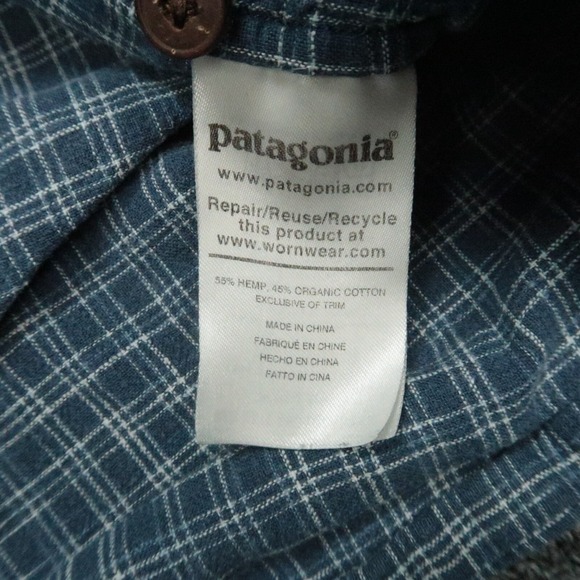 patagonia®
www.patagonia.com
Repair/Reuse/Recycle
this product at
www.wornwear.com
55% HEMP. 45% ORGANIC COTTON
EXCLUSIVE OF TRIM
MADE IN CHINA
FABRIQUÉ EN CHINE
HECHO EN CHINA
FATTO IN CINA